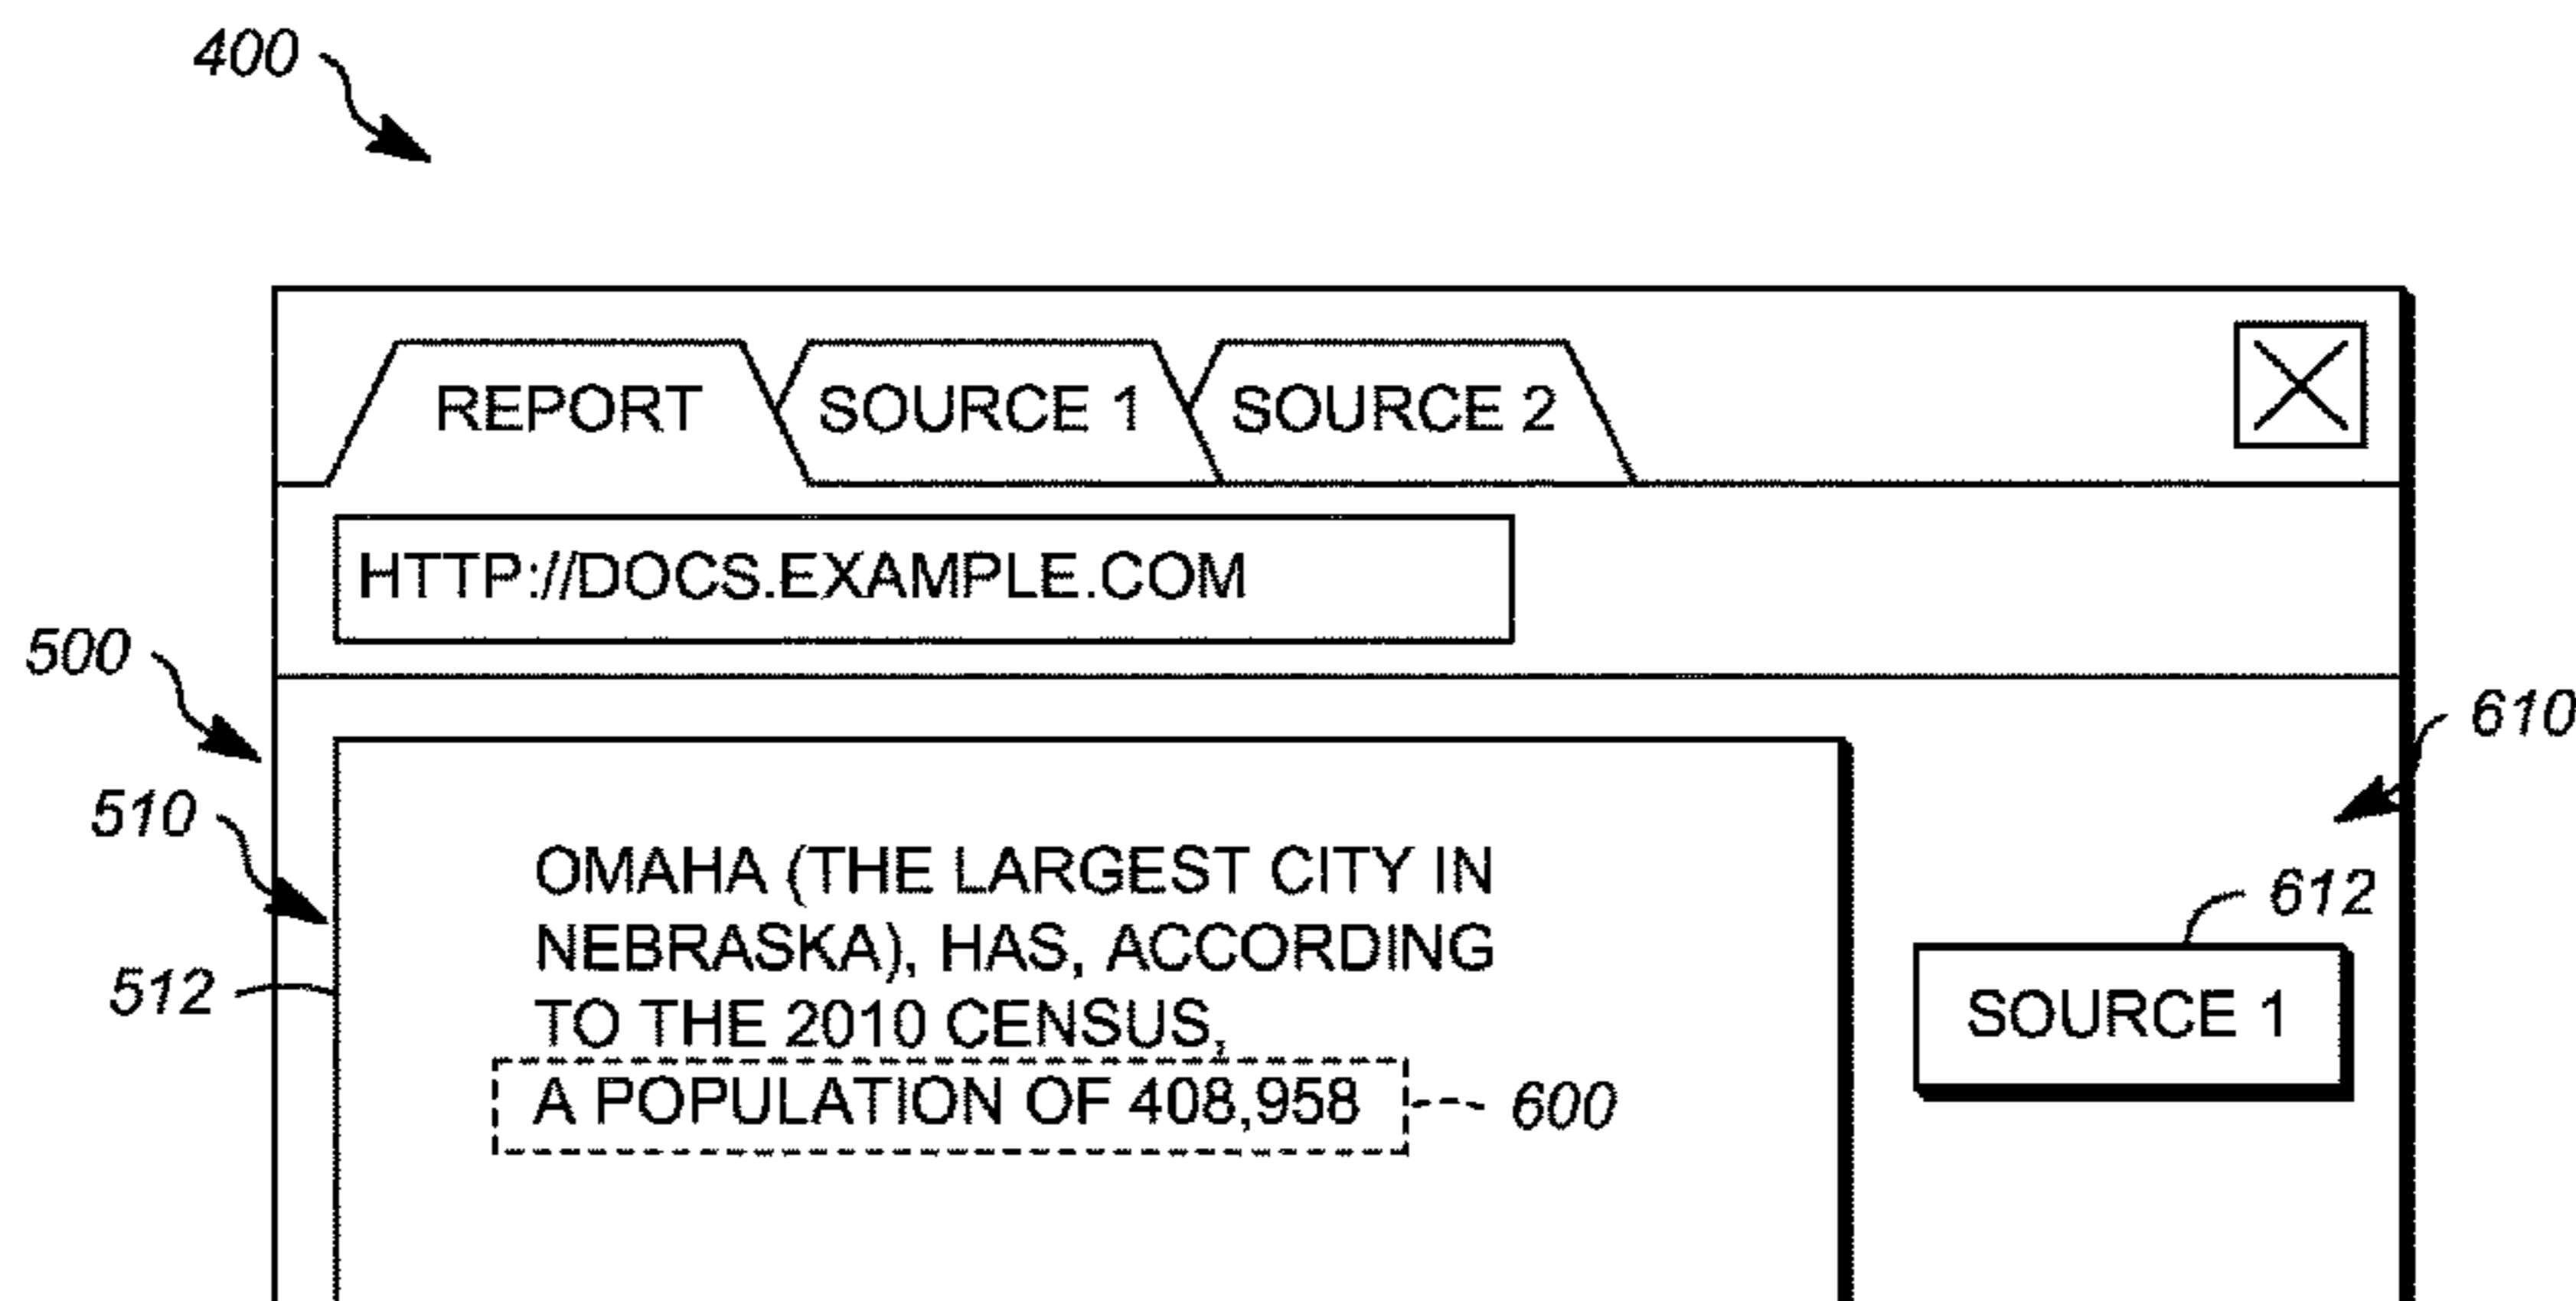 400
REPORT SOURCE 1 SOURCE 2
HTTP://DOCS.EXAMPLE.COM
500
610
510
OMAHA (THE LARGEST CITY IN
612
NEBRASKA), HAS, ACCORDING
512
TO THE 2010 CENSUS,
SOURCE 1
A POPULATION OF 408,958
600